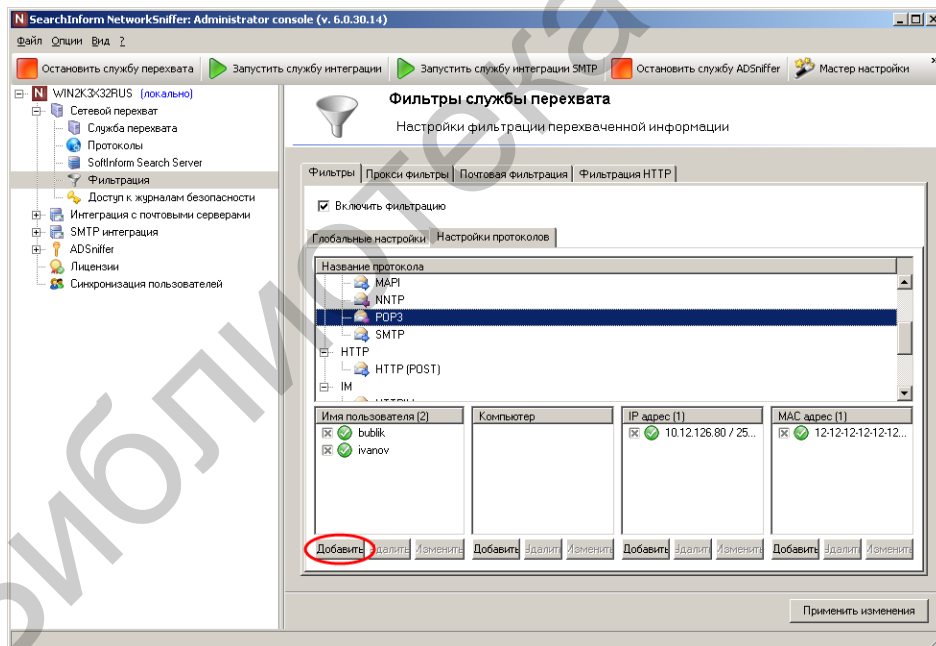 SearchInform NetworkSniffer: Administrator console (v. 6.0.30.14)
Файл Опции Вид ?
Остановить службу перехвата Запустить службу интеграции Запустить службу интеграции SMTP Остановить службу ADSniffer Мастер настройки »
WIN2K3X32RUS (локально)
Сетевой перехват
Служба перехвата
Протоколы
SoftInform Search Server
Фильтрация
Доступ к журналам безопасности
Интеграция с почтовыми серверами
SMTP интеграция
ADSniffer
Лицензии
Синхронизация пользователей
Фильтры службы перехвата
Настройки фильтрации перехваченной информации
Фильтры Прокси фильтры Почтовая фильтрация Фильтрация HTTP
Включить фильтрацию
Глобальные настройки Настройки протоколов
Название протокола
MAPI
NNTP
POP3
SMTP
HTTP
HTTP (POST)
IM
Имя пользователя (2) Компьютер IP адрес (1) MAC адрес (1)
bublik 10.12.126.80 / 25... 12-12-12-12-12-12...
ivanov
Добавить Удалить Изменить Добавить Удалить Изменить Добавить Удалить Изменить Добавить Удалить Изменить
Применить изменения
библиотека